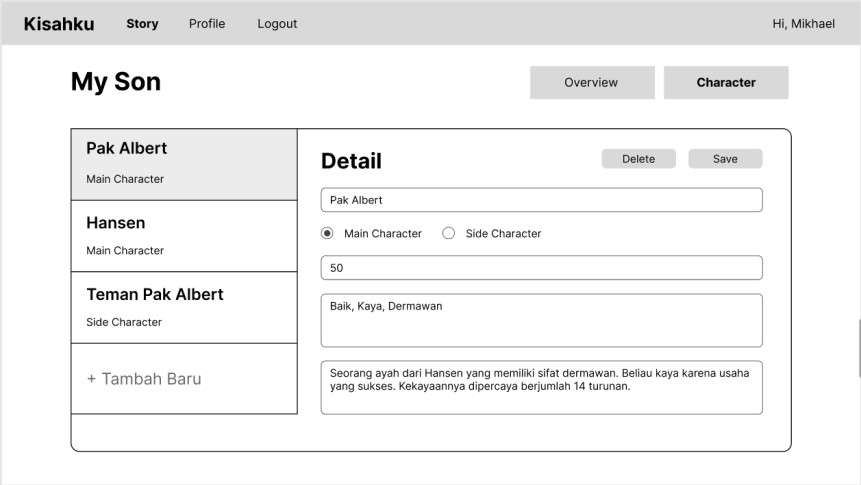 Kisahku Story Profile Logout Hi, Mikhael
My Son
Overview Character
Pak Albert
Main Character
Hansen
Main Character
Teman Pak Albert
Side Character
+ Tambah Baru
Detail
Delete Save
Pak Albert
Main Character Side Character
50
Baik, Kaya, Dermawan
Seorang ayah dari Hansen yang memiliki sifat dermawan. Beliau kaya karena usaha
yang sukses. Kekayaannya dipercaya berjumlah 14 turunan.